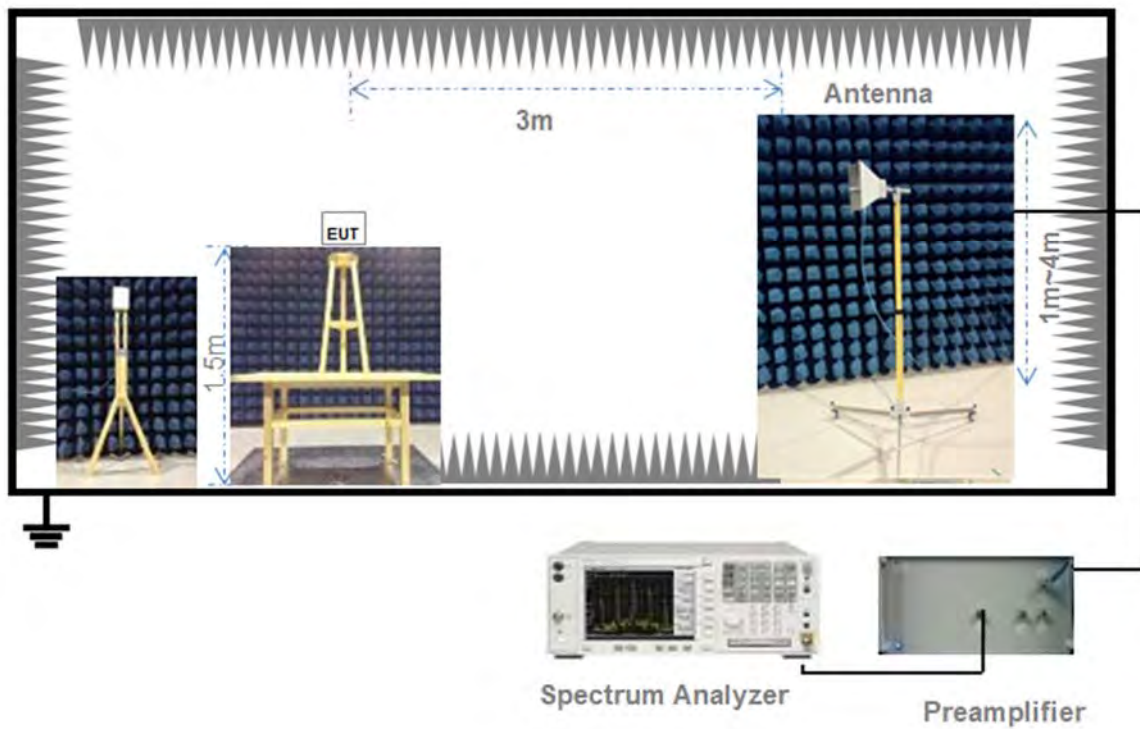 Antenna
3m
EUT
1.5m
1m~4m
Spectrum Analyzer
Preamplifier